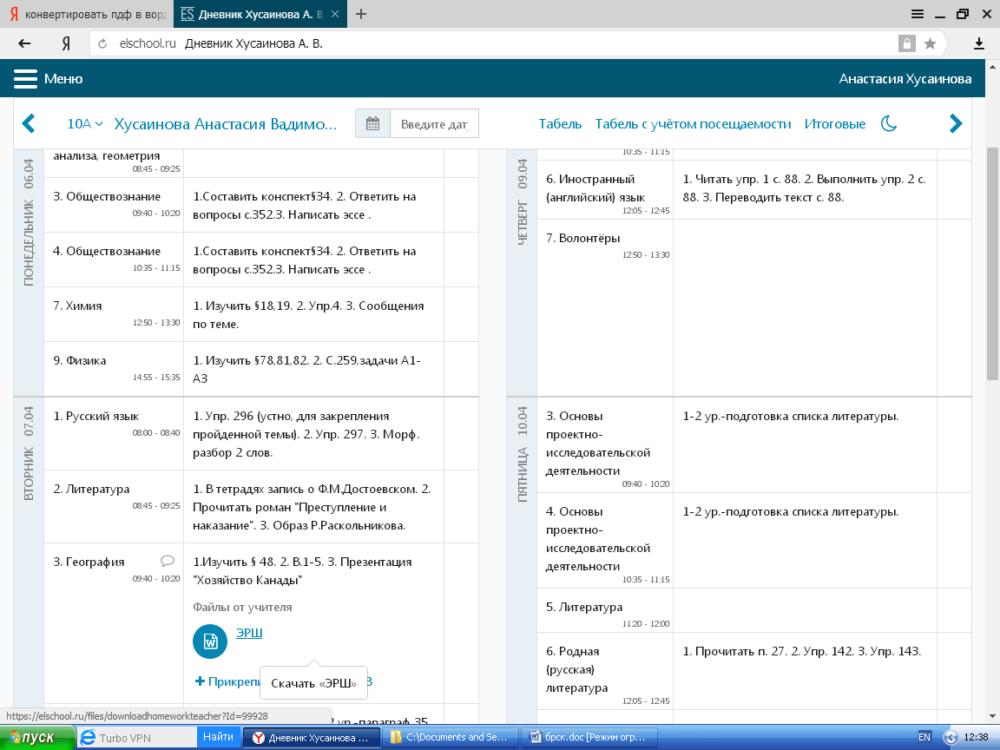 конвертировать пдф в ворд
Дневник Хусаинова А. В
elschool.ru Дневник Хусаинова А. В.
Меню
Анастасия Хусаинова
10А Хусаинова Анастасия Вадимо...
Введите дат
Табель Табель с учётом посещаемости Итоговые
ПОНЕДЕЛЬНИК 06.04
анализа, геометрия
08:45 - 09:25
3. Обществознание
09:40 - 10:20
1.Составить конспект§34. 2. Ответить на
вопросы с.352.3. Написать эссе .
4. Обществознание
10:35 - 11:15
1.Составить конспект§34. 2. Ответить на
вопросы с.352.3. Написать эссе .
7. Химия
12:50 - 13:30
1. Изучить §18,19. 2. Упр.4. 3. Сообщения
по теме.
9. Физика
14:55 - 15:35
1. Изучить §78,81,82. 2. С.259,задачи А1-
А3
ВТОРНИК 07.04
1. Русский язык
08:00 - 08:40
1. Упр. 296 (устно, для закрепления
пройденной темы). 2. Упр. 297. 3. Морф.
разбор 2 слов.
2. Литература
08:45 - 09:25
1. В тетрадях запись о Ф.М.Достоевском. 2.
Прочитать роман "Преступление и
наказание". 3. Образ Р.Раскольникова.
3. География
09:40 - 10:20
1.Изучить § 48. 2. В.1-5. 3. Презентация
"Хозяйство Канады"
Файлы от учителя
ЭРШ
Прикрепи
В
Скачать «ЭРШ»
2 ур.-параграф 35
ЧЕТВЕРГ 09.04
10:35 - 11:15
6. Иностранный
(английский) язык
12:05 - 12:45
1. Читать упр. 1 с. 88. 2. Выполнить упр. 2 с.
88. 3. Переводить текст с. 88.
7. Волонтёры
12:50 - 13:30
ПЯТНИЦА 10.04
3. Основы
проектно-
исследовательской
деятельности
09:40 - 10:20
1-2 ур.-подготовка списка литературы.
4. Основы
проектно-
исследовательской
деятельности
10:35 - 11:15
1-2 ур.-подготовка списка литературы.
5. Литература
11:20 - 12:00
6. Родная
(русская)
литература
12:05 - 12:45
1. Прочитать п. 27. 2. Упр. 142. 3. Упр. 143.
https://elschool.ru/files/downloadhomeworkteacher?Id=99928
пуск
Turbo VPN
Найти
Дневник Хусаинова ...
C:\Documents and Se...
брск.doc [Режим огр...
EN
12:38